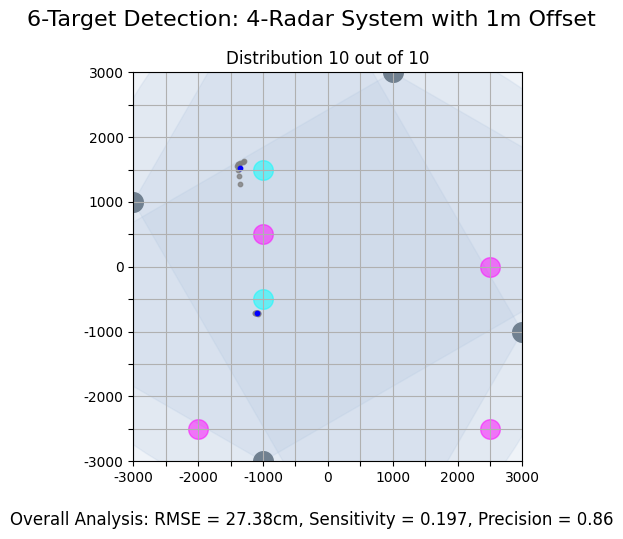 6-Target Detection: 4-Radar System with 1m Offset
Distribution 10 out of 10
3000
2000
1000
0
-1000
-2000
-3000
-3000 -2000 -1000 0 1000 2000 3000
Overall Analysis: RMSE = 27.38cm, Sensitivity = 0.197, Precision = 0.86